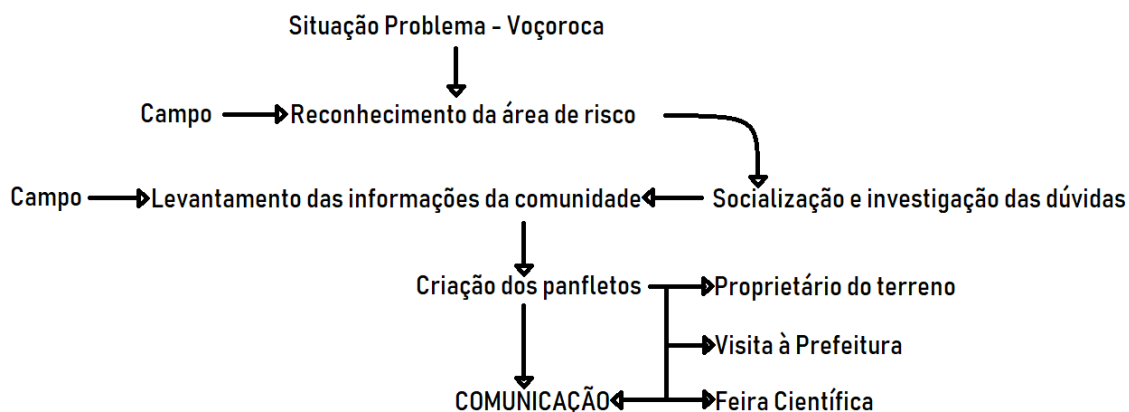 Situação Problema - Voçoroca
Campo
Reconhecimento da área de risco
Campo
Levantamento das informações da comunidade
Socialização e investigação das dúvidas
Criação dos panfletos
Proprietário do terreno
Visita à Prefeitura
COMUNICAÇÃO
Feira Científica